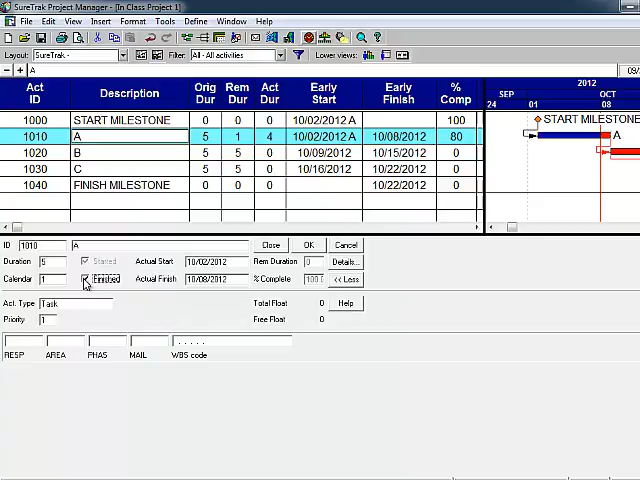 SureTrak Project Manager - [In Class Project 1]
File Edit View Insert Format Tools Define Window Help
Layout: SureTrak - Filter: All - All activities Lower views:
A
Act ID Description Orig Dur Rem Dur Act Dur Early Start Early Finish % Comp
2012
SEP OCT
24 01 08
1000 START MILESTONE 0 0 0 10/02/2012 A 100 START MILESTONE
1010 A 5 1 4 10/02/2012 A 10/08/2012 80 A
1020 B 5 5 0 10/09/2012 10/15/2012 0
1030 C 5 5 0 10/16/2012 10/22/2012 0
1040 FINISH MILESTONE 0 0 0 10/22/2012 0
ID 1010 A Close OK Cancel
Duration 5 Started Actual Start 10/02/2012 Rem Duration 0 Details...
Calendar 1 Finished Actual Finish 10/08/2012 % Complete 100.0 << Less
Act. Type Task Total Float 0 Help
Priority 1 Free Float 0
. . . . .
RESP AREA PHAS MAIL WBS code